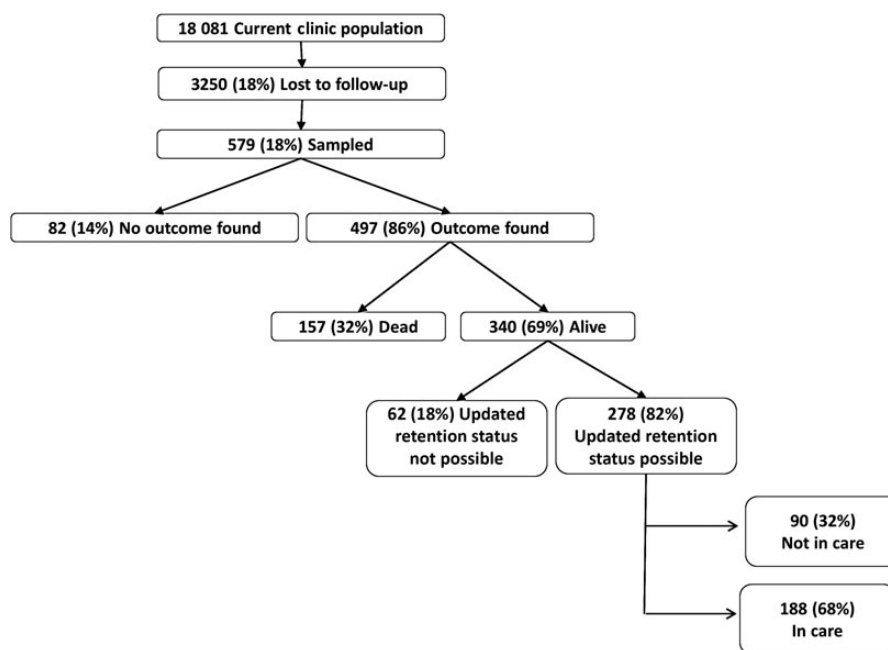 18 081 Current clinic population
3250 (18%) Lost to follow-up
579 (18%) Sampled
82 (14%) No outcome found
497 (86%) Outcome found
157 (32%) Dead
340 (69%) Alive
62 (18%) Updated
retention status
not possible
278 (82%)
Updated retention
status possible
90 (32%)
Not in care
188 (68%)
In care